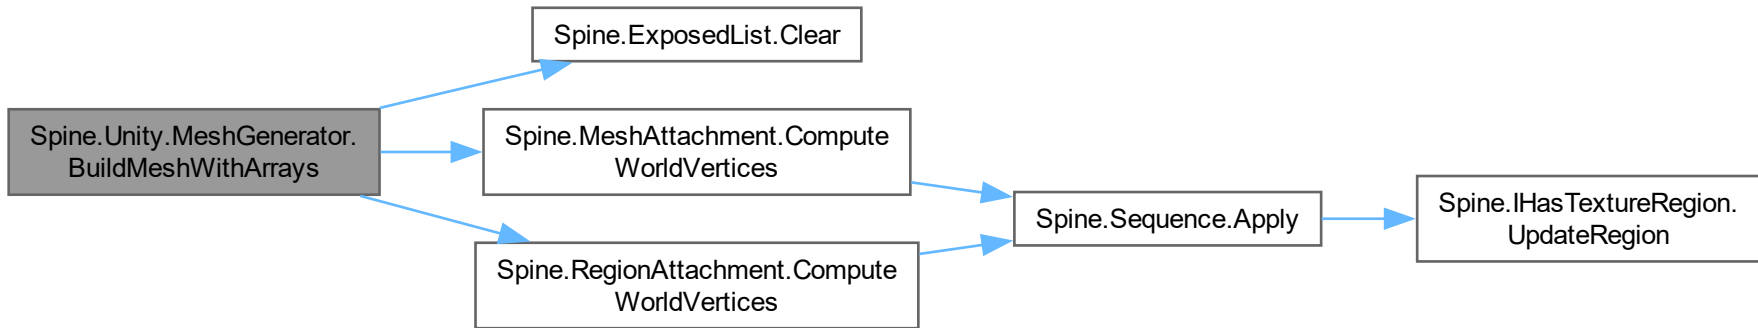 Spine.ExposedList.Clear
Spine.Unity.MeshGenerator.
BuildMeshWithArrays
Spine.MeshAttachment.Compute
WorldVertices
Spine.RegionAttachment.Compute
WorldVertices
Spine.Sequence.Apply
Spine.IHasTextureRegion.
UpdateRegion